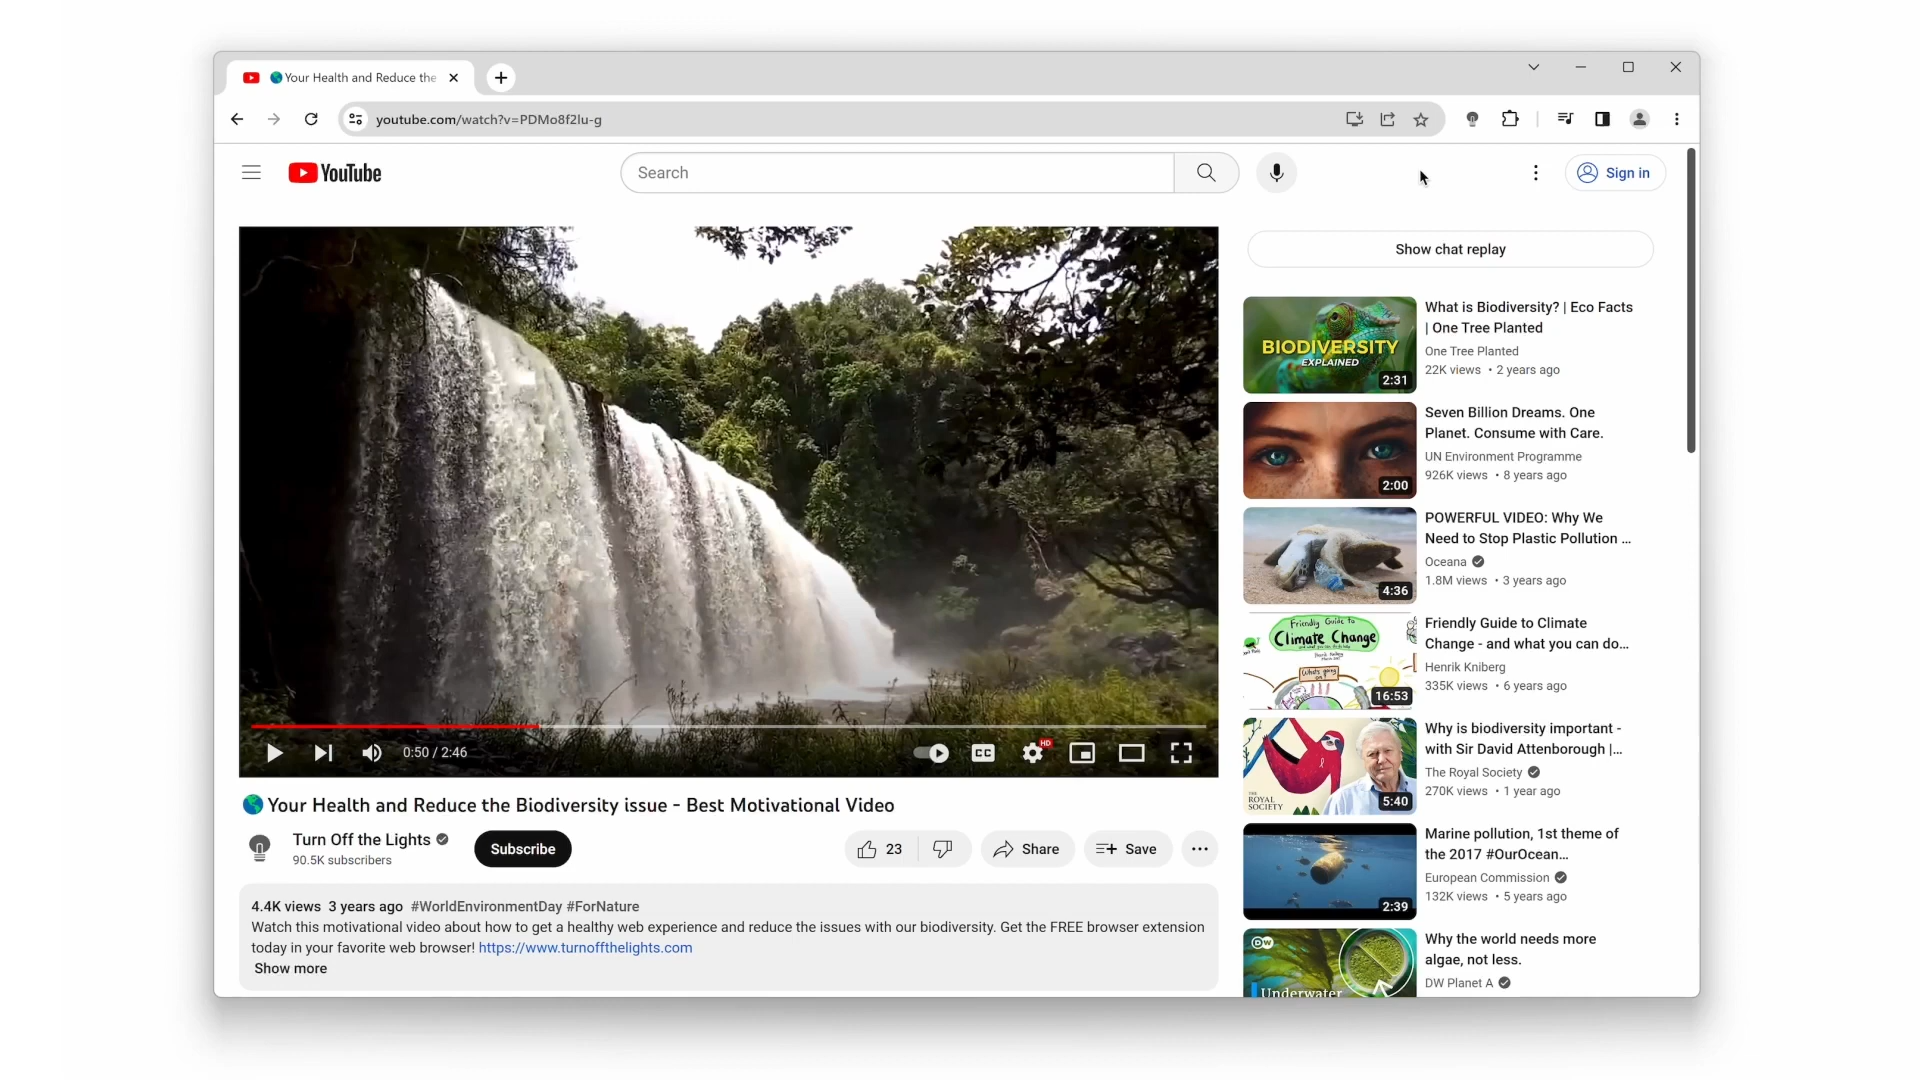 Your Health and Reduce the
youtube.com/watch?v=PDMo8f2lu-g
YouTube
Search
Sign in
Show chat replay
0:50 / 2:46
CC
HD
🌎Your Health and Reduce the Biodiversity issue - Best Motivational Video
Turn Off the Lights
90.5K subscribers
Subscribe
23
Share
Save
4.4K views 3 years ago #WorldEnvironmentDay #ForNature
Watch this motivational video about how to get a healthy web experience and reduce the issues with our biodiversity. Get the FREE browser extension
today in your favorite web browser! https://www.turnoffthelights.com
Show more
BIODIVERSITY
EXPLAINED
2:31
What is Biodiversity? | Eco Facts
| One Tree Planted
One Tree Planted
22K views • 2 years ago
2:00
Seven Billion Dreams. One
Planet. Consume with Care.
UN Environment Programme
926K views • 8 years ago
4:36
POWERFUL VIDEO: Why We
Need to Stop Plastic Pollution ...
Oceana
1.8M views • 3 years ago
Friendly Guide to
Climate Change
16:53
Friendly Guide to Climate
Change - and what you can do...
Henrik Kniberg
335K views • 6 years ago
THE
ROYAL
SOCIETY
5:40
Why is biodiversity important -
with Sir David Attenborough |...
The Royal Society
270K views • 1 year ago
2:39
Marine pollution, 1st theme of
the 2017 #OurOcean...
European Commission
132K views • 5 years ago
DW
Underwater
Why the world needs more
algae, not less.
DW Planet A